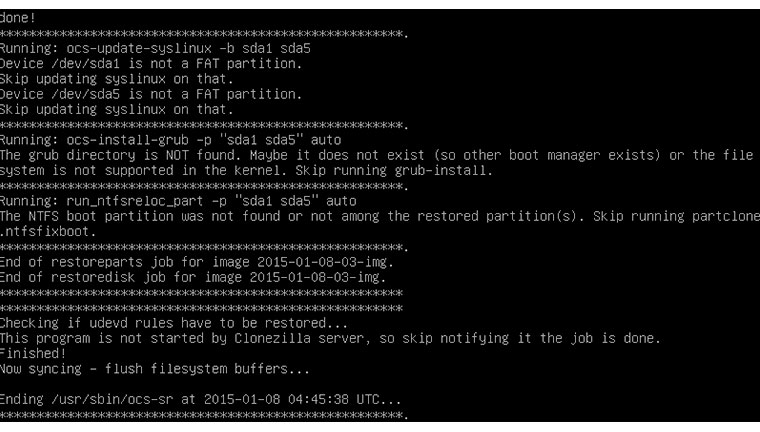 done!
*****************************************************.
Running: ocs-update-syslinux -b sda1 sda5
Device /dev/sda1 is not a FAT partition.
Skip updating syslinux on that.
Device /dev/sda5 is not a FAT partition.
Skip updating syslinux on that.
*****************************************************.
Running: ocs-install-grub -p "sda1 sda5" auto
The grub directory is NOT found. Maybe it does not exist (so other boot manager exists) or the file
system is not supported in the kernel. Skip running grub-install.
*****************************************************.
Running: run_ntfsreloc_part -p "sda1 sda5" auto
The NTFS boot partition was not found or not among the restored partition(s). Skip running partclone
.ntfsfixboot.
*****************************************************.
End of restoreparts job for image 2015-01-08-03-img.
End of restoredisk job for image 2015-01-08-03-img.
*****************************************************
*****************************************************
Checking if udevd rules have to be restored...
This program is not started by Clonezilla server, so skip notifying it the job is done.
Finished!
Now syncing - flush filesystem buffers...
Ending /usr/sbin/ocs-sr at 2015-01-08 04:45:38 UTC...
*****************************************************.